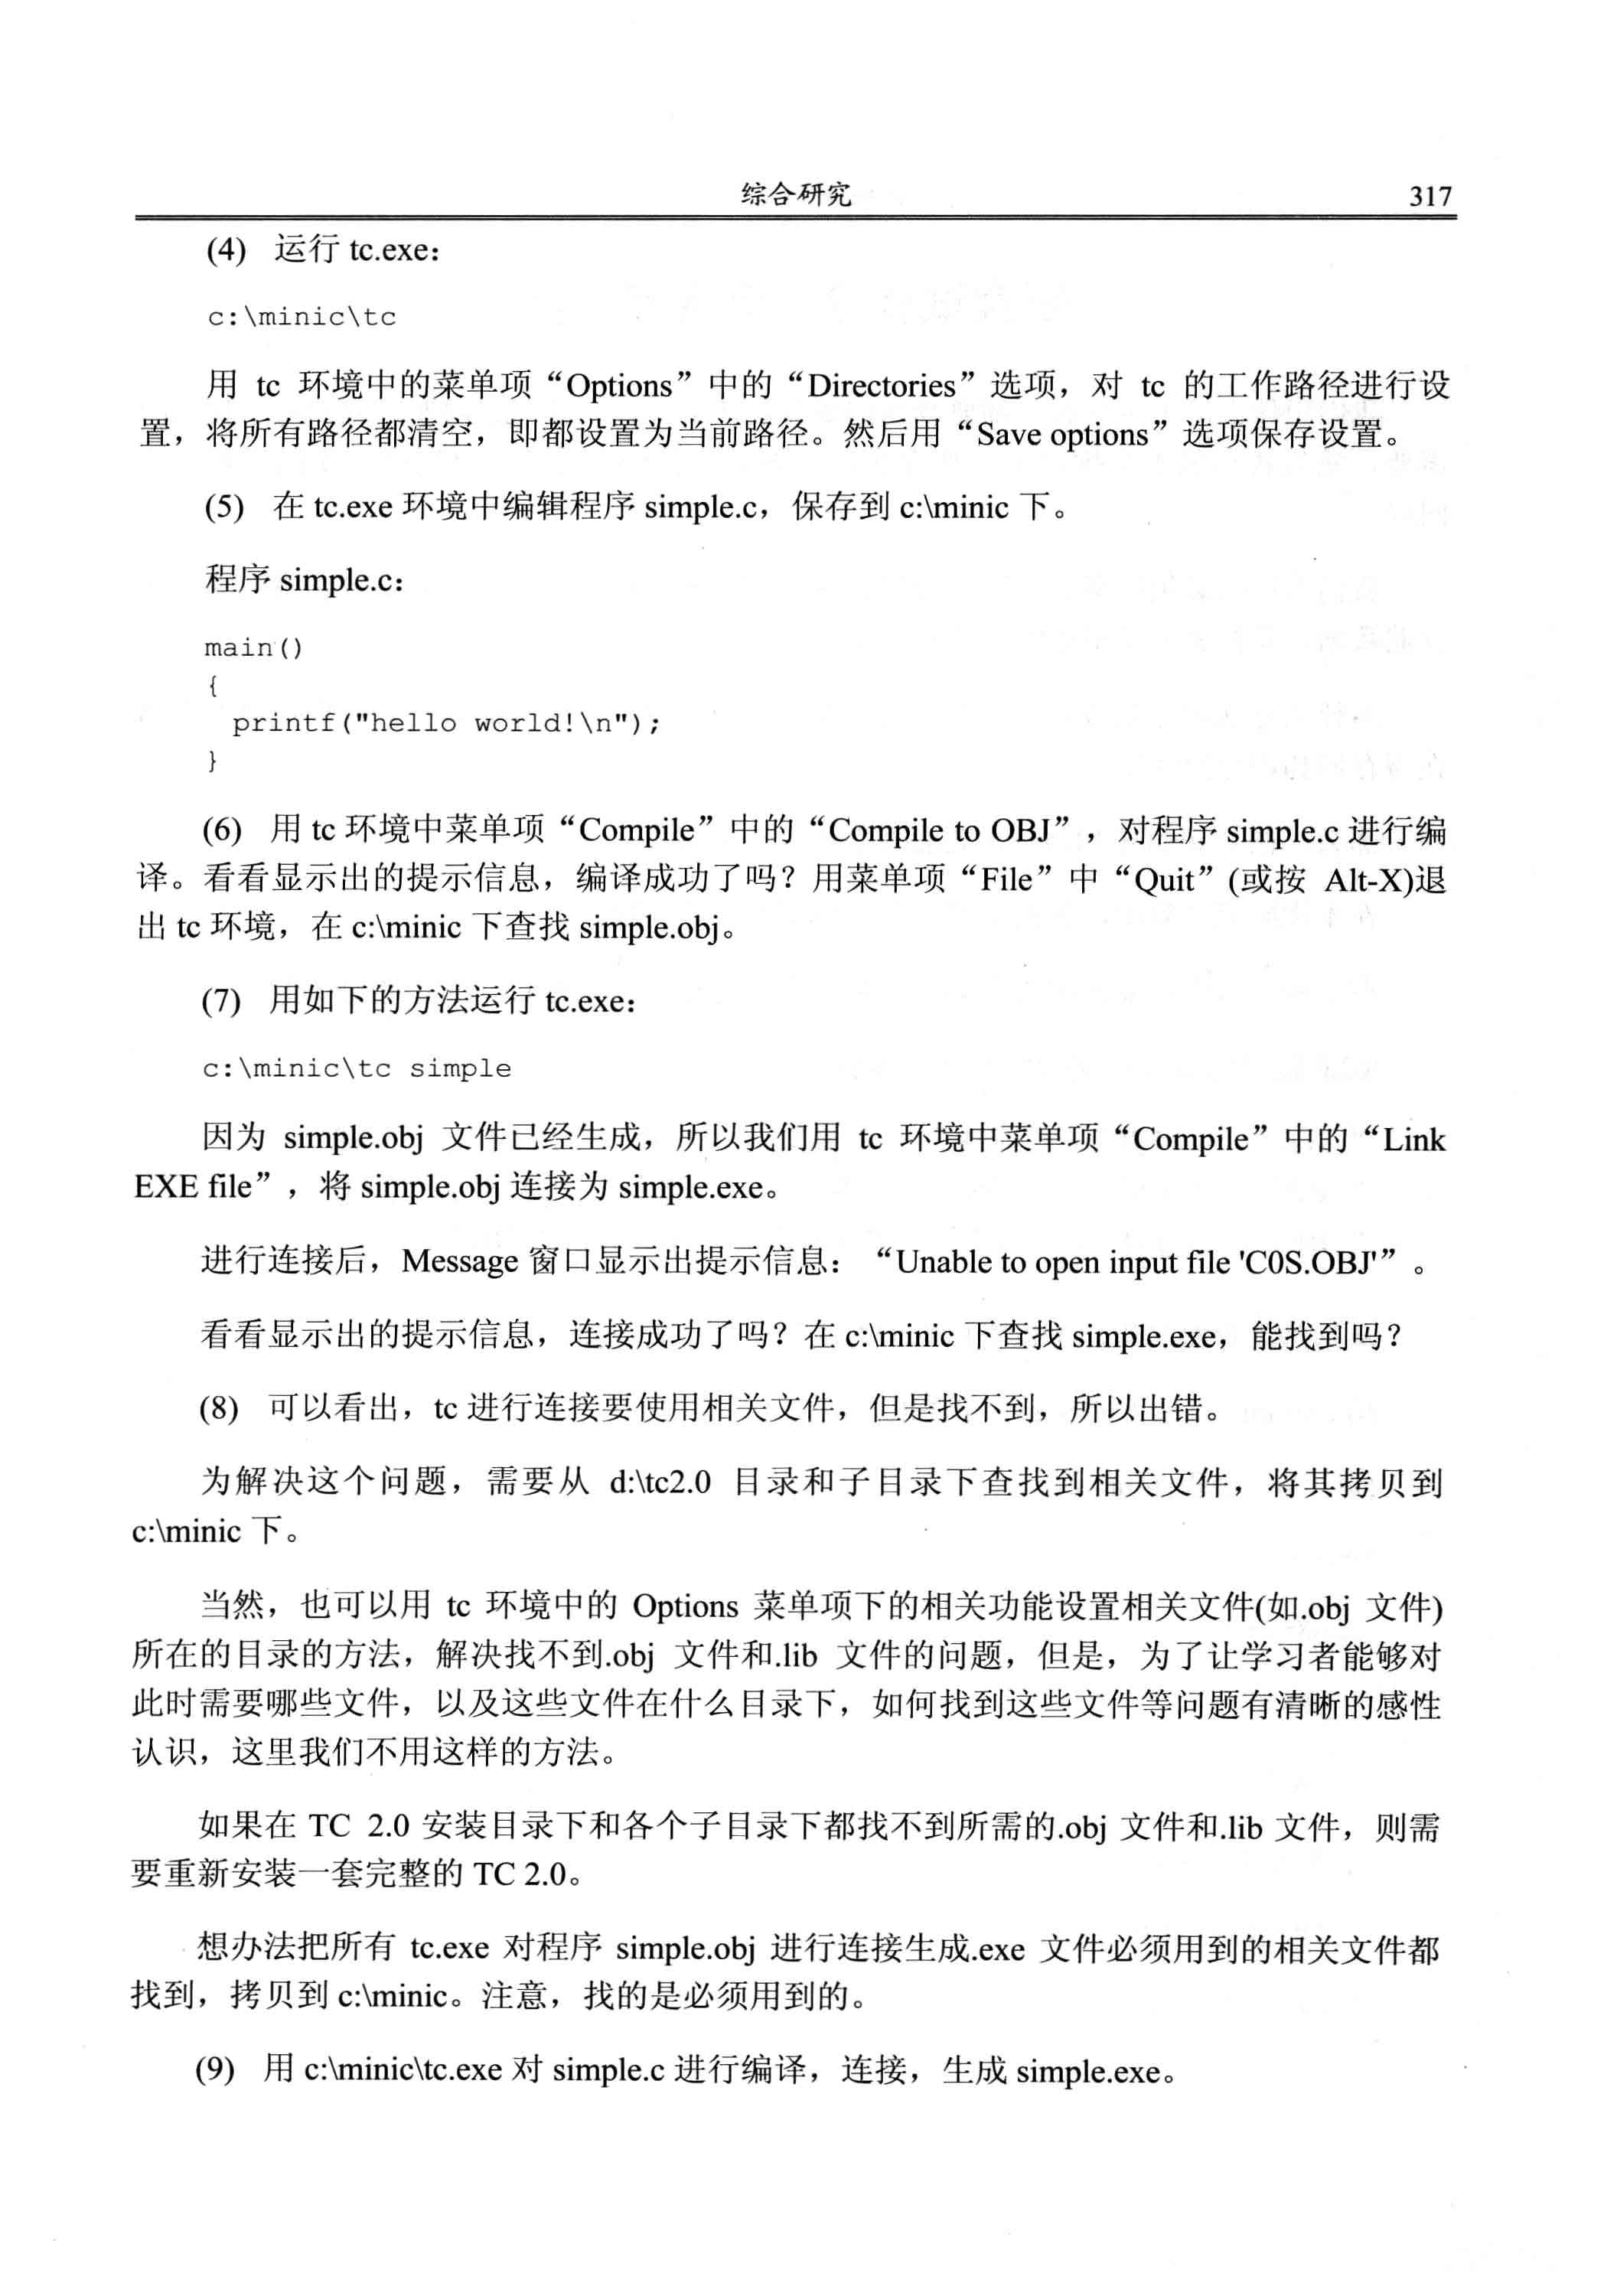 综合研究 317
(4) 运行 tc.exe：
c:\minic\tc
用 tc 环境中的菜单项“Options”中的“Directories”选项，对 tc 的工作路径进行设
置，将所有路径都清空，即都设置为当前路径。然后用“Save options”选项保存设置。
(5) 在 tc.exe 环境中编辑程序 simple.c，保存到 c:\minic 下。
程序 simple.c：
main()
{
printf("hello world!\n");
}
(6) 用 tc 环境中菜单项“Compile”中的“Compile to OBJ”，对程序 simple.c 进行编
译。看看显示出的提示信息，编译成功了吗？用菜单项“File”中“Quit”(或按 Alt-X)退
出 tc 环境，在 c:\minic 下查找 simple.obj。
(7) 用如下的方法运行 tc.exe：
c:\minic\tc simple
因为 simple.obj 文件已经生成，所以我们用 tc 环境中菜单项“Compile”中的“Link
EXE file”，将 simple.obj 连接为 simple.exe。
进行连接后，Message 窗口显示出提示信息：“Unable to open input file 'C0S.OBJ'”。
看看显示出的提示信息，连接成功了吗？在 c:\minic 下查找 simple.exe，能找到吗？
(8) 可以看出，tc 进行连接要使用相关文件，但是找不到，所以出错。
为解决这个问题，需要从 d:\tc2.0 目录和子目录下查找到相关文件，将其拷贝到
c:\minic 下。
当然，也可以用 tc 环境中的 Options 菜单项下的相关功能设置相关文件(如.obj 文件)
所在的目录的方法，解决找不到.obj 文件和.lib 文件的问题，但是，为了让学习者能够对
此时需要哪些文件，以及这些文件在什么目录下，如何找到这些文件等问题有清晰的感性
认识，这里我们不用这样的方法。
如果在 TC 2.0 安装目录下和各个子目录下都找不到所需的.obj 文件和.lib 文件，则需
要重新安装一套完整的 TC 2.0。
想办法把所有 tc.exe 对程序 simple.obj 进行连接生成.exe 文件必须用到的相关文件都
找到，拷贝到 c:\minic。注意，找的是必须用到的。
(9) 用 c:\minic\tc.exe 对 simple.c 进行编译，连接，生成 simple.exe。